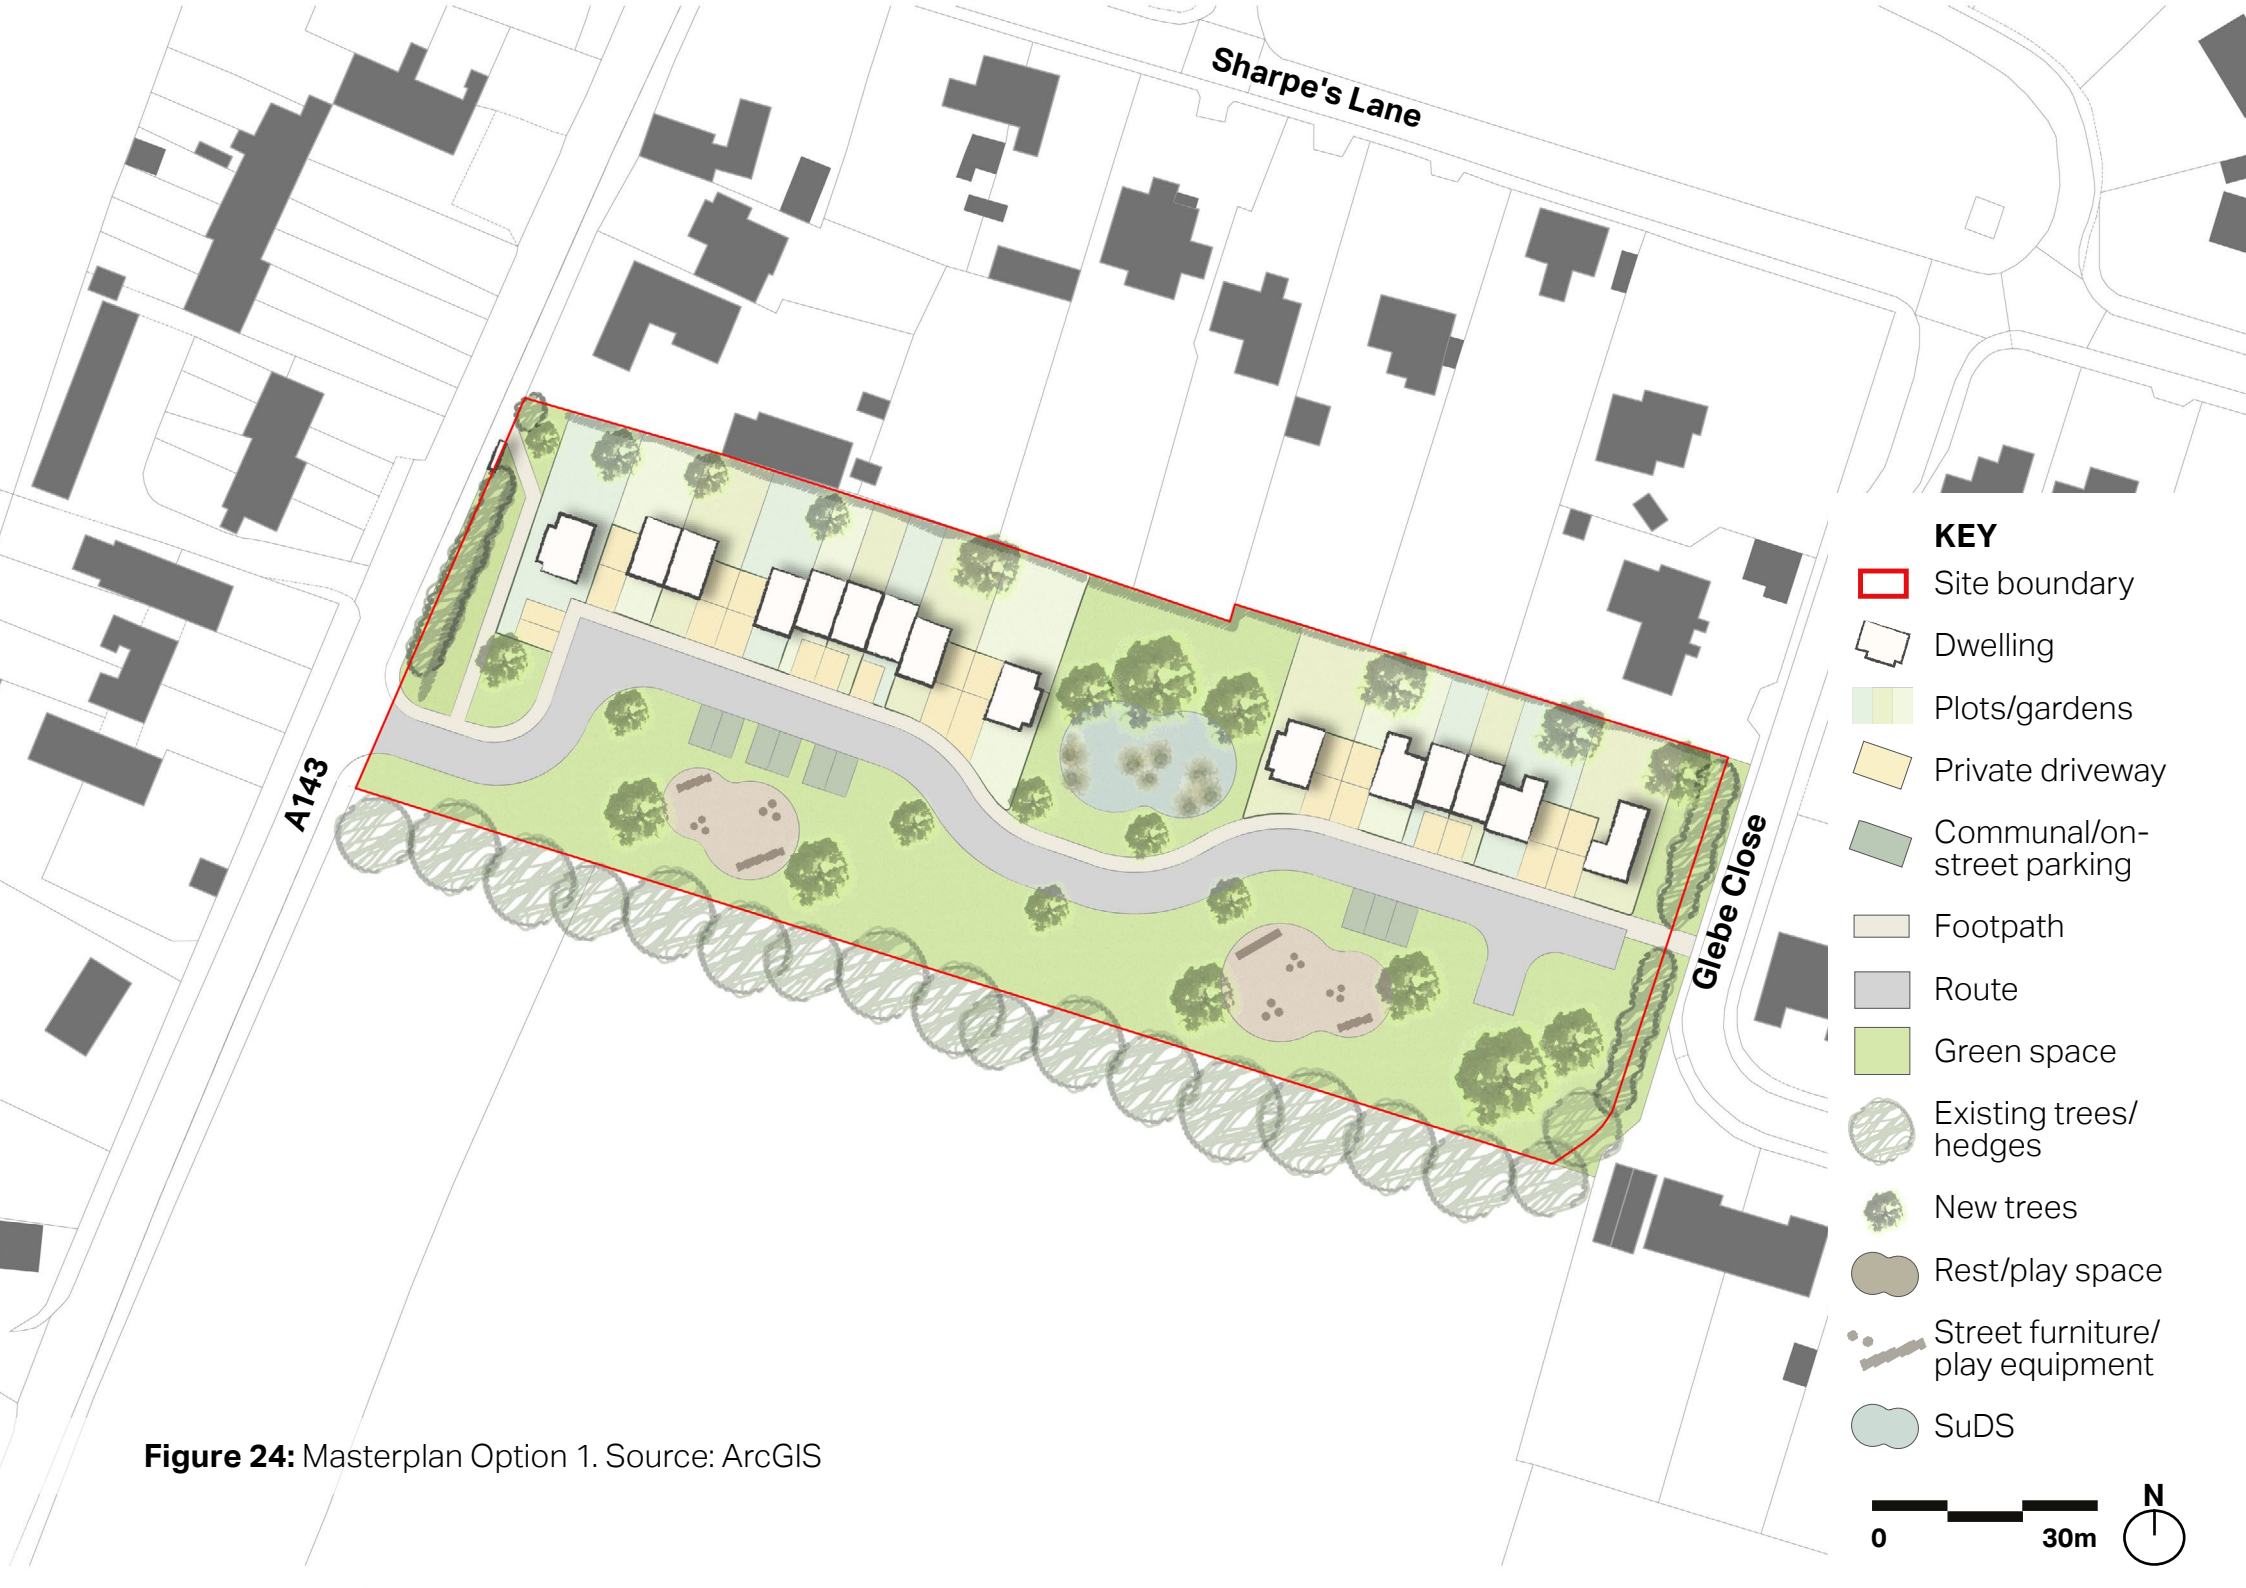 Sharpe's Lane
A143
Glebe Close
KEY
Site boundary
Dwelling
Plots/gardens
Private driveway
Communal/on-
street parking
Footpath
Route
Green space
Existing trees/
hedges
New trees
Rest/play space
Street furniture/
play equipment
SuDS
0
30m
N
Figure 24: Masterplan Option 1. Source: ArcGIS